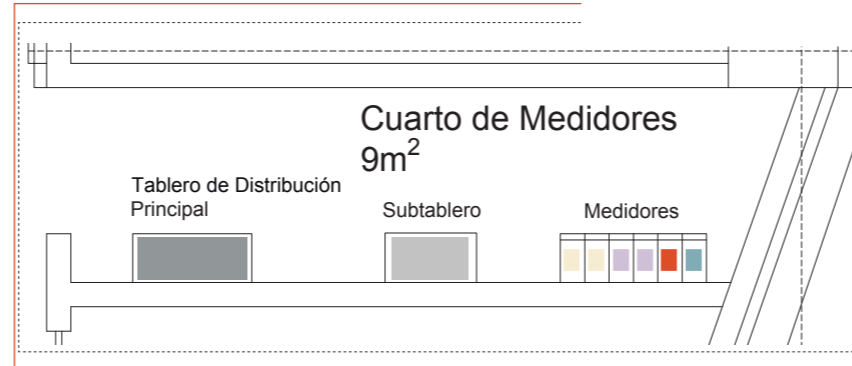 Cuarto de Medidores
9m²
Tablero de Distribución
Principal
Subtablero
Medidores